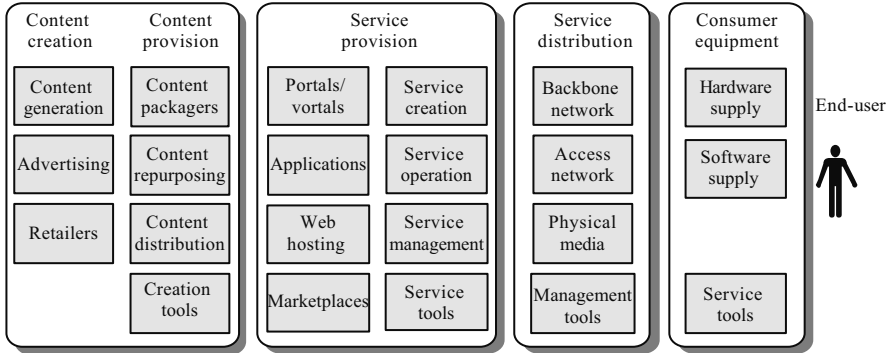 Content
creation
Content
provision
Content
generation
Advertising
Retailers
Content
packagers
Content
repurposing
Content
distribution
Creation
tools
Service
provision
Portals/
vortals
Applications
Web
hosting
Marketplaces
Service
creation
Service
operation
Service
management
Service
tools
Service
distribution
Backbone
network
Access
network
Physical
media
Management
tools
Consumer
equipment
Hardware
supply
Software
supply
Service
tools
End-user